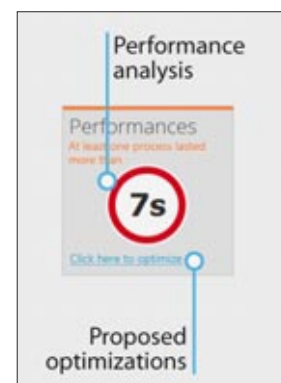 Performance
analysis
Performances
At least one process lasted
more than :
7s
Click here to optimize
Proposed
optimizations